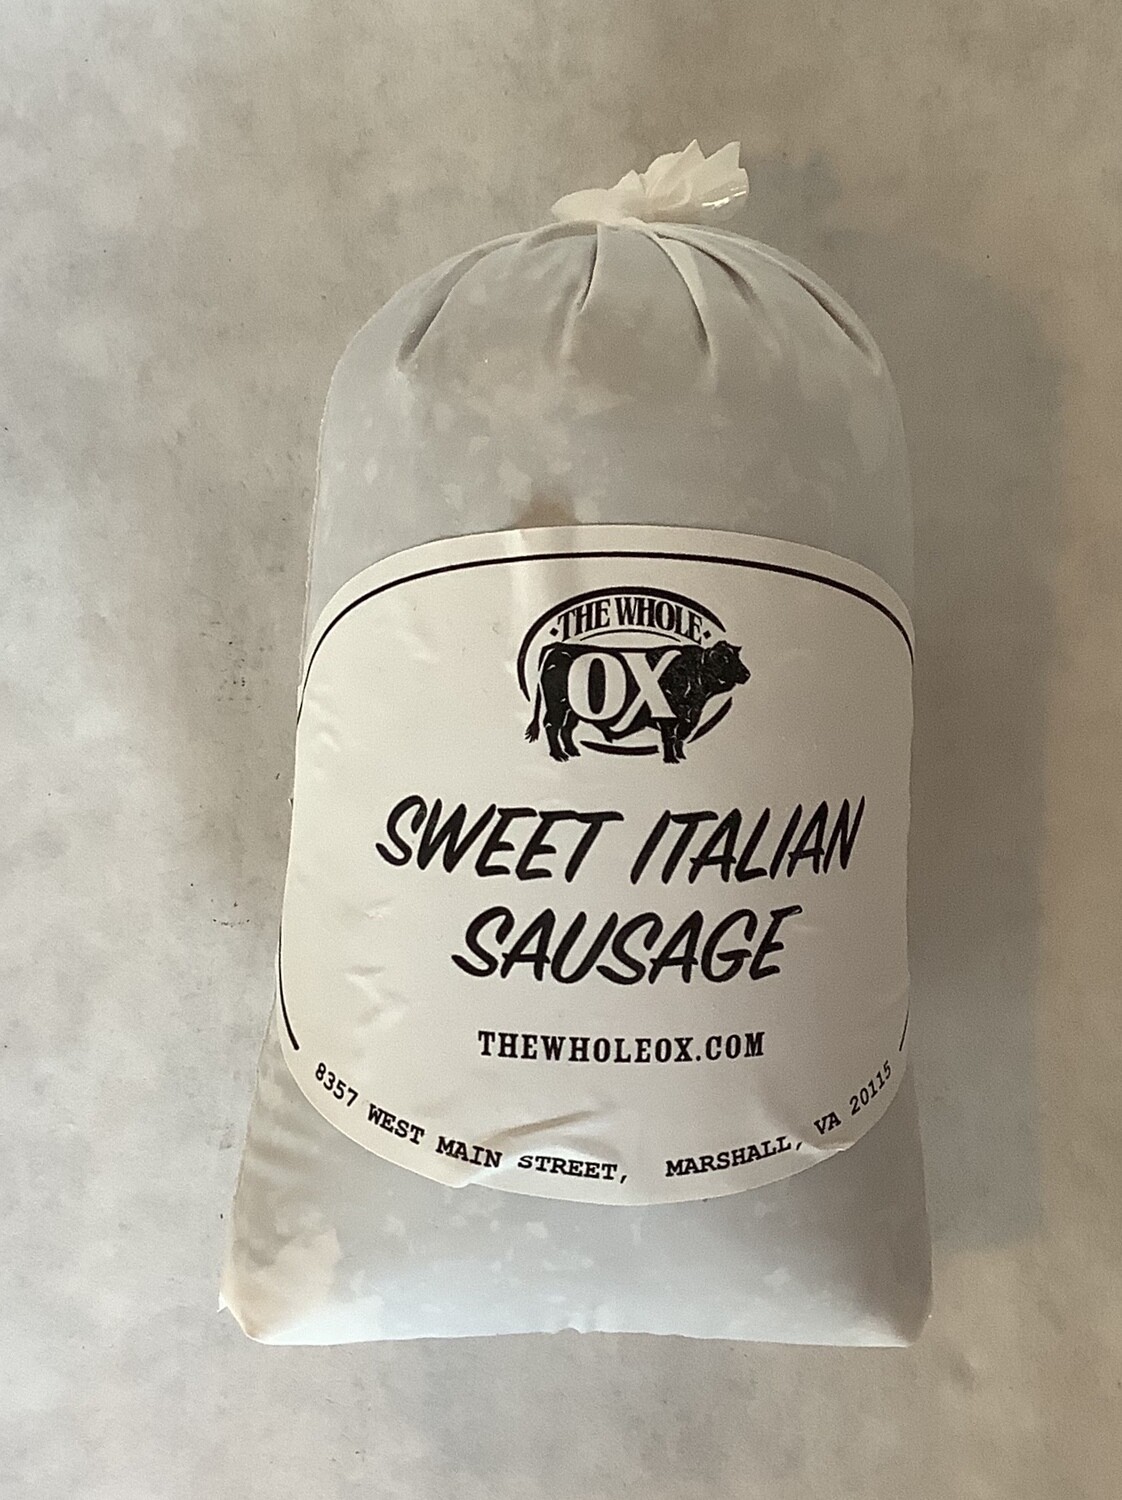 ·THE WHOLE·
OX
SWEET ITALIAN
SAUSAGE
THEWHOLEOX.COM
8357 WEST MAIN STREET, MARSHALL, VA 20115